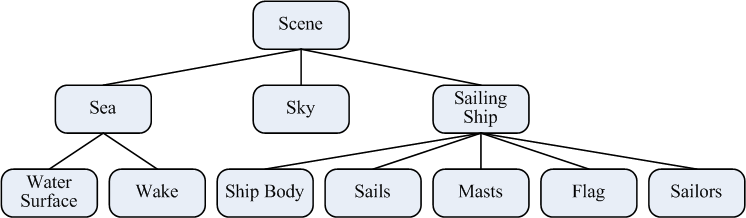 Scene
Sea
Sky
Sailing
Ship
Water
Surface
Wake
Ship Body
Sails
Masts
Flag
Sailors